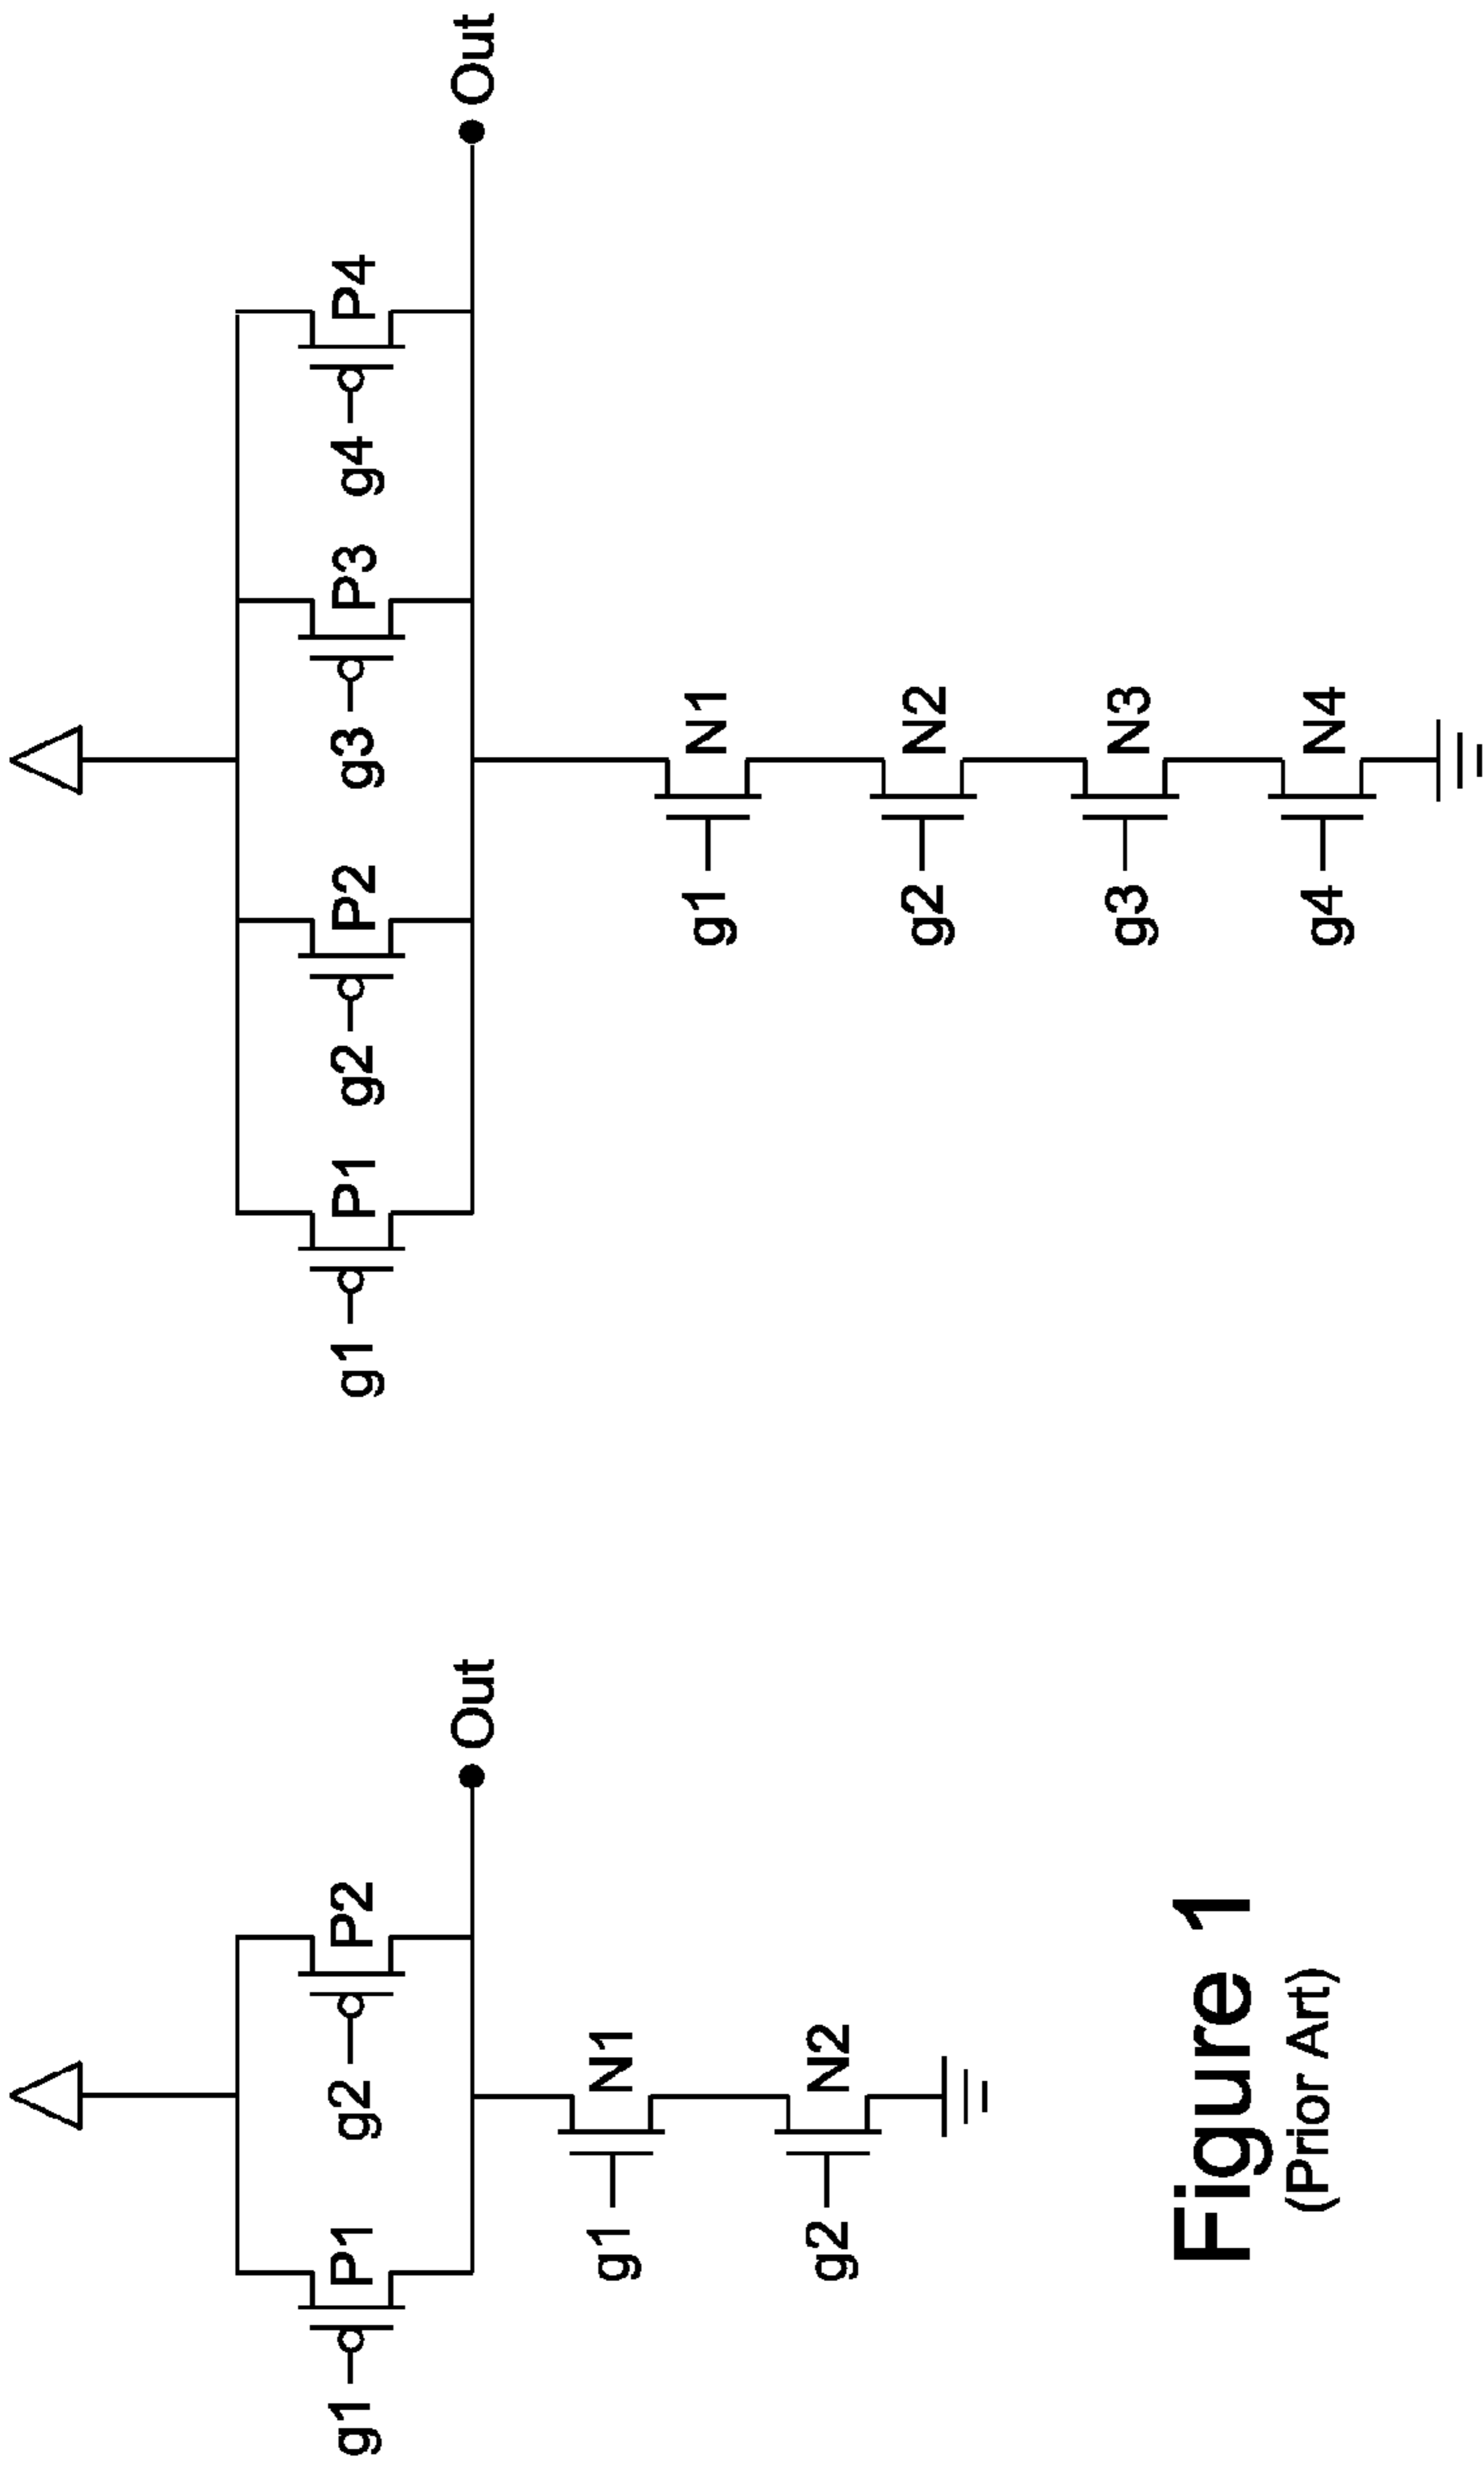 g1
P1
g2
P2
Out
g1
N1
g2
N2
g1
P1
g2
P2
g3
P3
g4
P4
Out
g1
N1
g2
N2
g3
N3
g4
N4
Figure 1
(Prior Art)